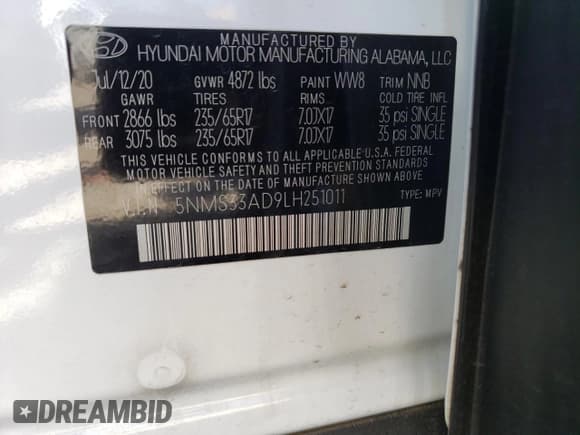 MANUFACTURED BY
HYUNDAI MOTOR MANUFACTURING ALABAMA, LLC
Jul/12/20 GVWR 4872 lbs PAINT WW8 TRIM NNB
GAWR TIRES RIMS COLD TIRE INFL
FRONT 2866 lbs 235/65R17 7.0JX17 35 psi SINGLE
REAR 3075 lbs 235/65R17 7.0JX17 35 psi SINGLE
THIS VEHICLE CONFORMS TO ALL APPLICABLE U.S.A. FEDERAL
MOTOR VEHICLE SAFETY AND THEFT PREVENTION STANDARDS
IN EFFECT ON THE DATE OF MANUFACTURE SHOWN ABOVE.
V.I.N 5NMS33AD9LH251011 TYPE: MPV
DREAMBID